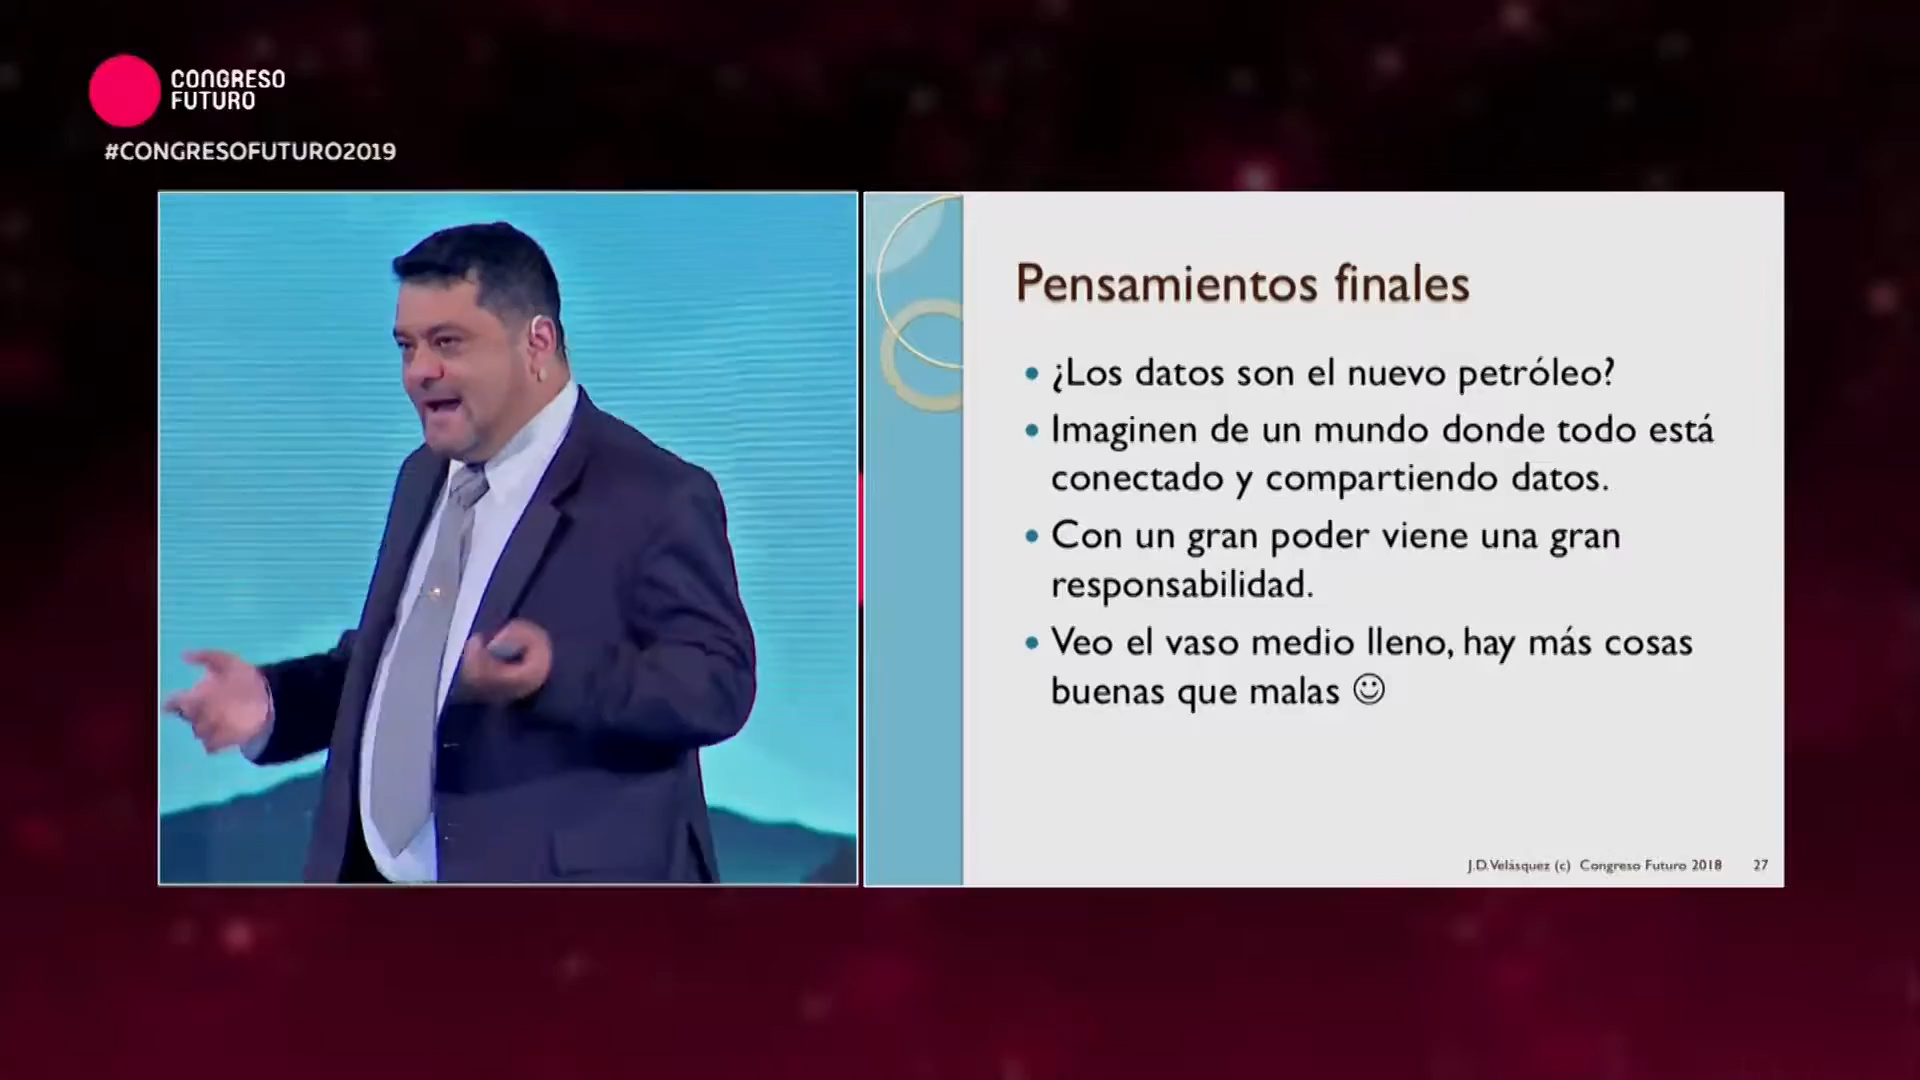 CONGRESO
FUTURO
#CONGRESOFUTURO2019
Pensamientos finales
• ¿Los datos son el nuevo petróleo?
• Imaginen de un mundo donde todo está
conectado y compartiendo datos.
• Con un gran poder viene una gran
responsabilidad.
• Veo el vaso medio lleno, hay más cosas
buenas que malas ☺
J.D.Velásquez (c) Congreso Futuro 2018 27